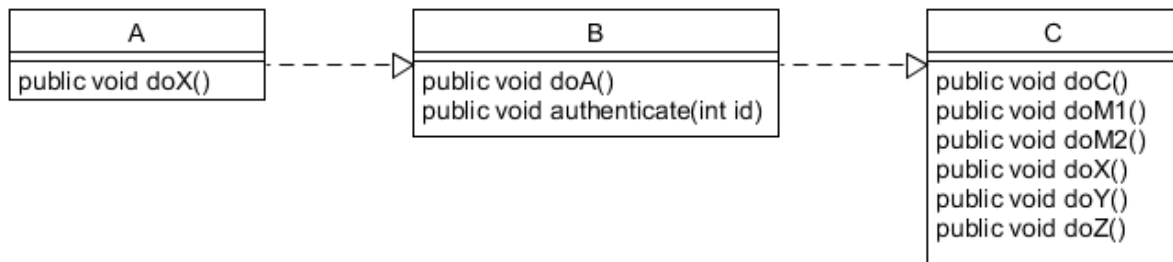 A
public void doX()
B
public void doA()
public void authenticate(int id)
C
public void doC()
public void doM1()
public void doM2()
public void doX()
public void doY()
public void doZ()